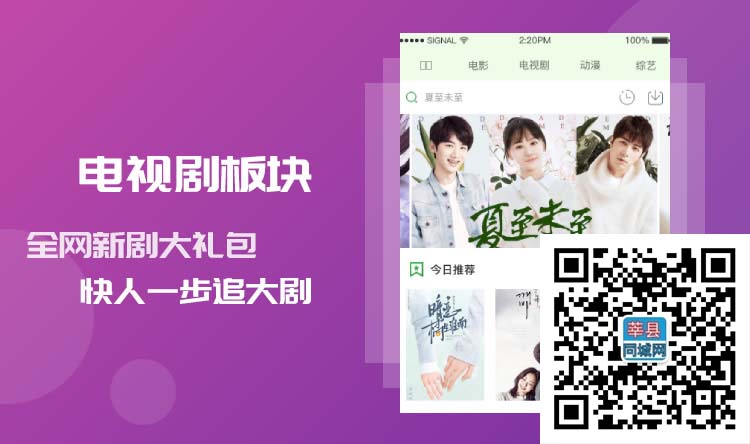 电视剧板块
全网新剧大礼包
快人一步追大剧
SIGNAL
2:20PM
100%
电影
电视剧
动漫
综艺
夏至未至
夏至未至
今日推荐
莘县
同城网